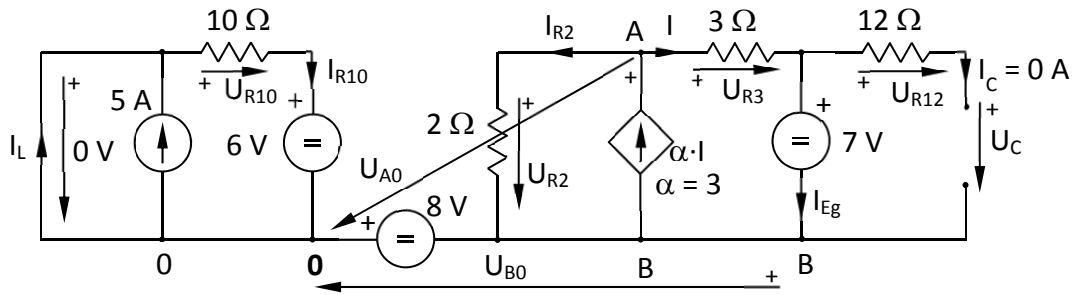 10 Ω I_R2 A I 3 Ω 12 Ω
+ U_R10 I_R10 + + U_R3 + U_R12 I_C = 0 A
5 A + + + + +
I_L 0 V 6 V = 2 Ω α·I = 7 V U_C
U_A0 U_R2 α = 3
+ 8 V I_Eg
=
0 0 U_B0 B B
+